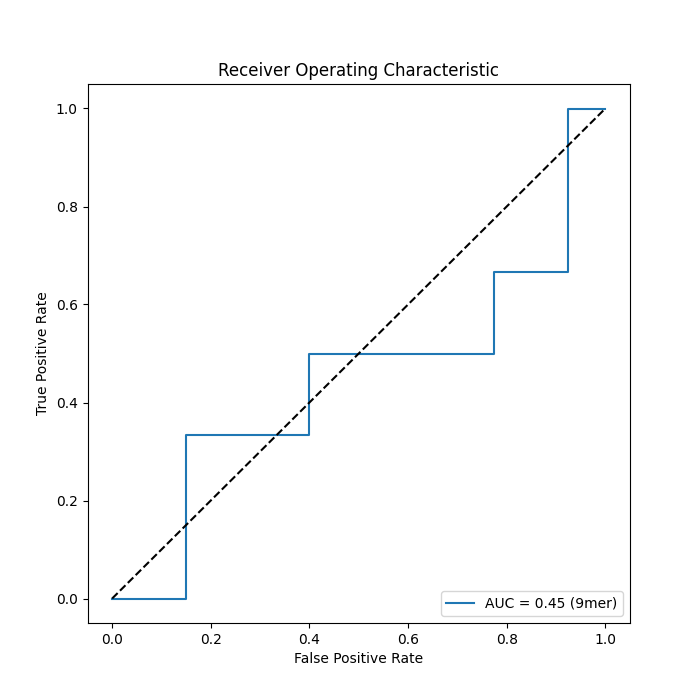 Receiver Operating Characteristic
1.0
0.8
0.6
0.4
0.2
0.0
True Positive Rate
AUC = 0.45 (9mer)
0.0 0.2 0.4 0.6 0.8 1.0
False Positive Rate